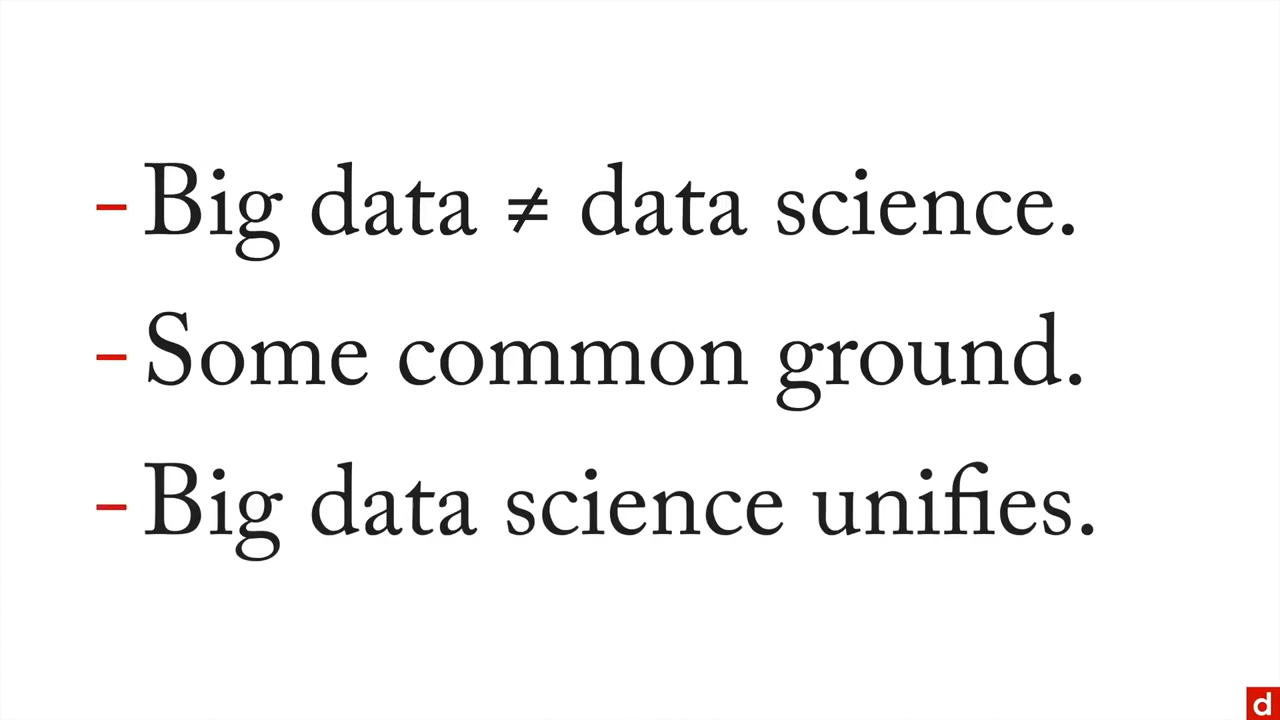 - Big data ≠ data science.
- Some common ground.
- Big data science unifies.
d